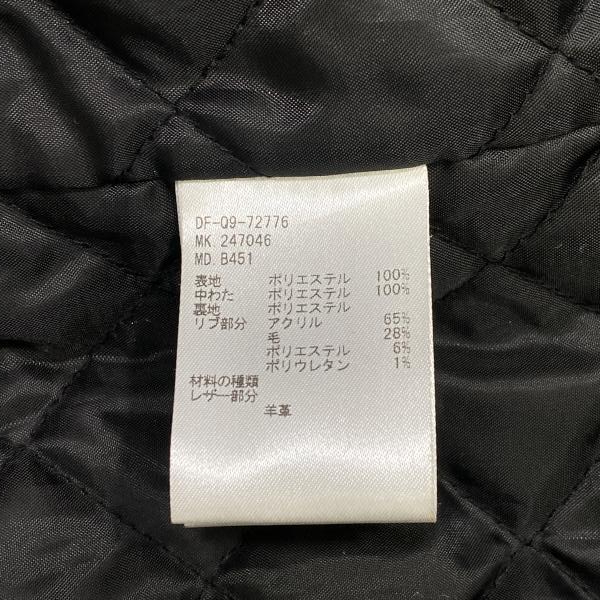 DF-Q9-72776
MK.247046
MD.B451
表地 ポリエステル 100%
中わた ポリエステル 100%
裏地 ポリエステル
リブ部分 アクリル 65%
毛 28%
ポリエステル 6%
ポリウレタン 1%
材料の種類
レザー部分
羊革